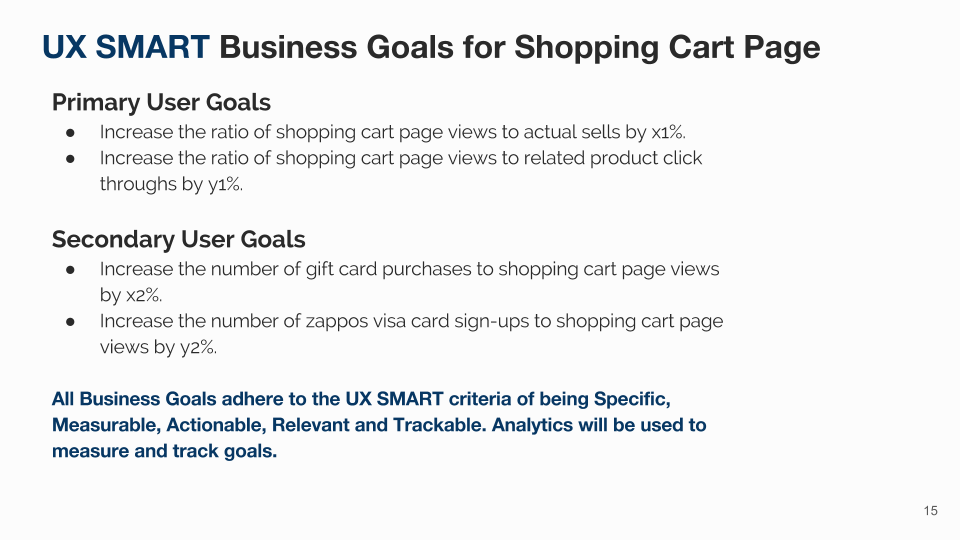 UX SMART Business Goals for Shopping Cart Page
Primary User Goals
● Increase the ratio of shopping cart page views to actual sells by x1%.
● Increase the ratio of shopping cart page views to related product click
throughs by y1%.
Secondary User Goals
● Increase the number of gift card purchases to shopping cart page views
by x2%.
● Increase the number of zappos visa card sign-ups to shopping cart page
views by y2%.
All Business Goals adhere to the UX SMART criteria of being Specific,
Measurable, Actionable, Relevant and Trackable. Analytics will be used to
measure and track goals.
15